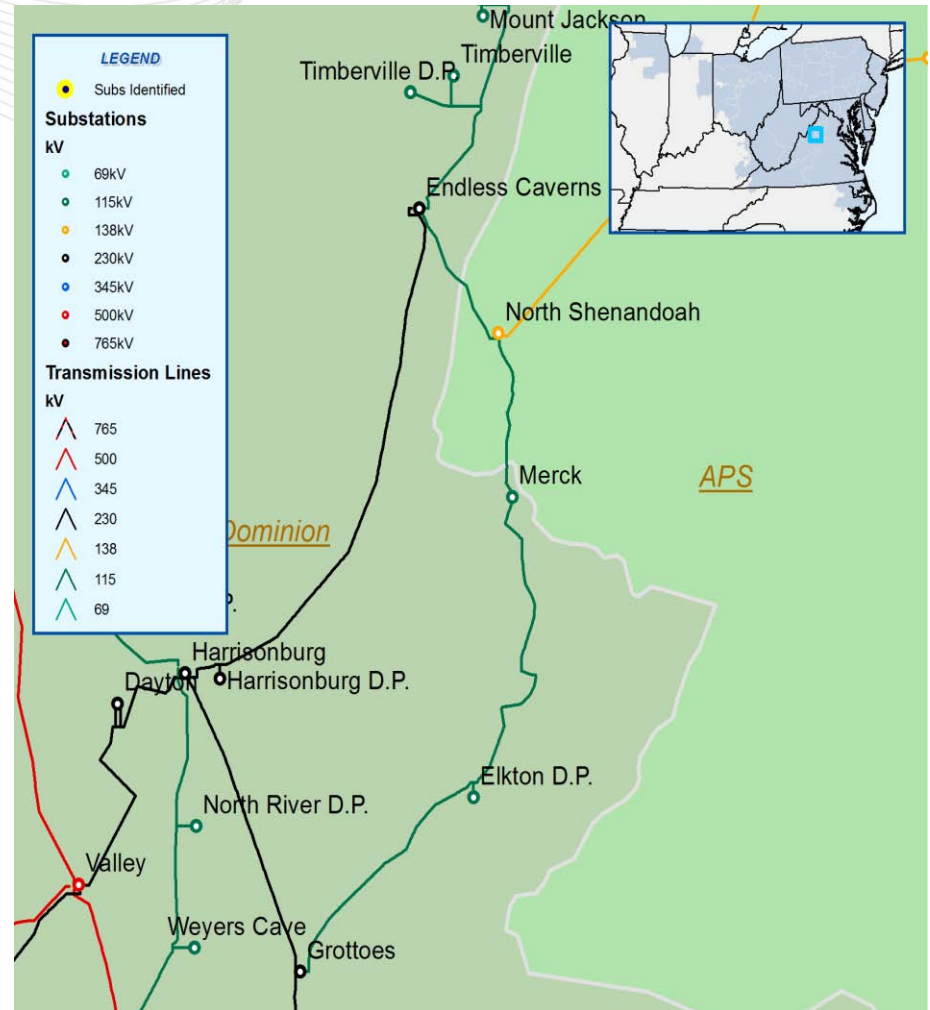 Mount Jackson
Timberville
Timberville D.P.
LEGEND
Subs Identified
Substations
kV
69kV
115kV
138kV
230kV
345kV
500kV
765kV
Transmission Lines
kV
765
500
345
230
138
115
69
Endless Caverns
North Shenandoah
Merck
APS
Dominion
Harrisonburg
Harrisonburg D.P.
Dayton
Elkton D.P.
North River D.P.
Valley
Weyers Cave
Grottoes